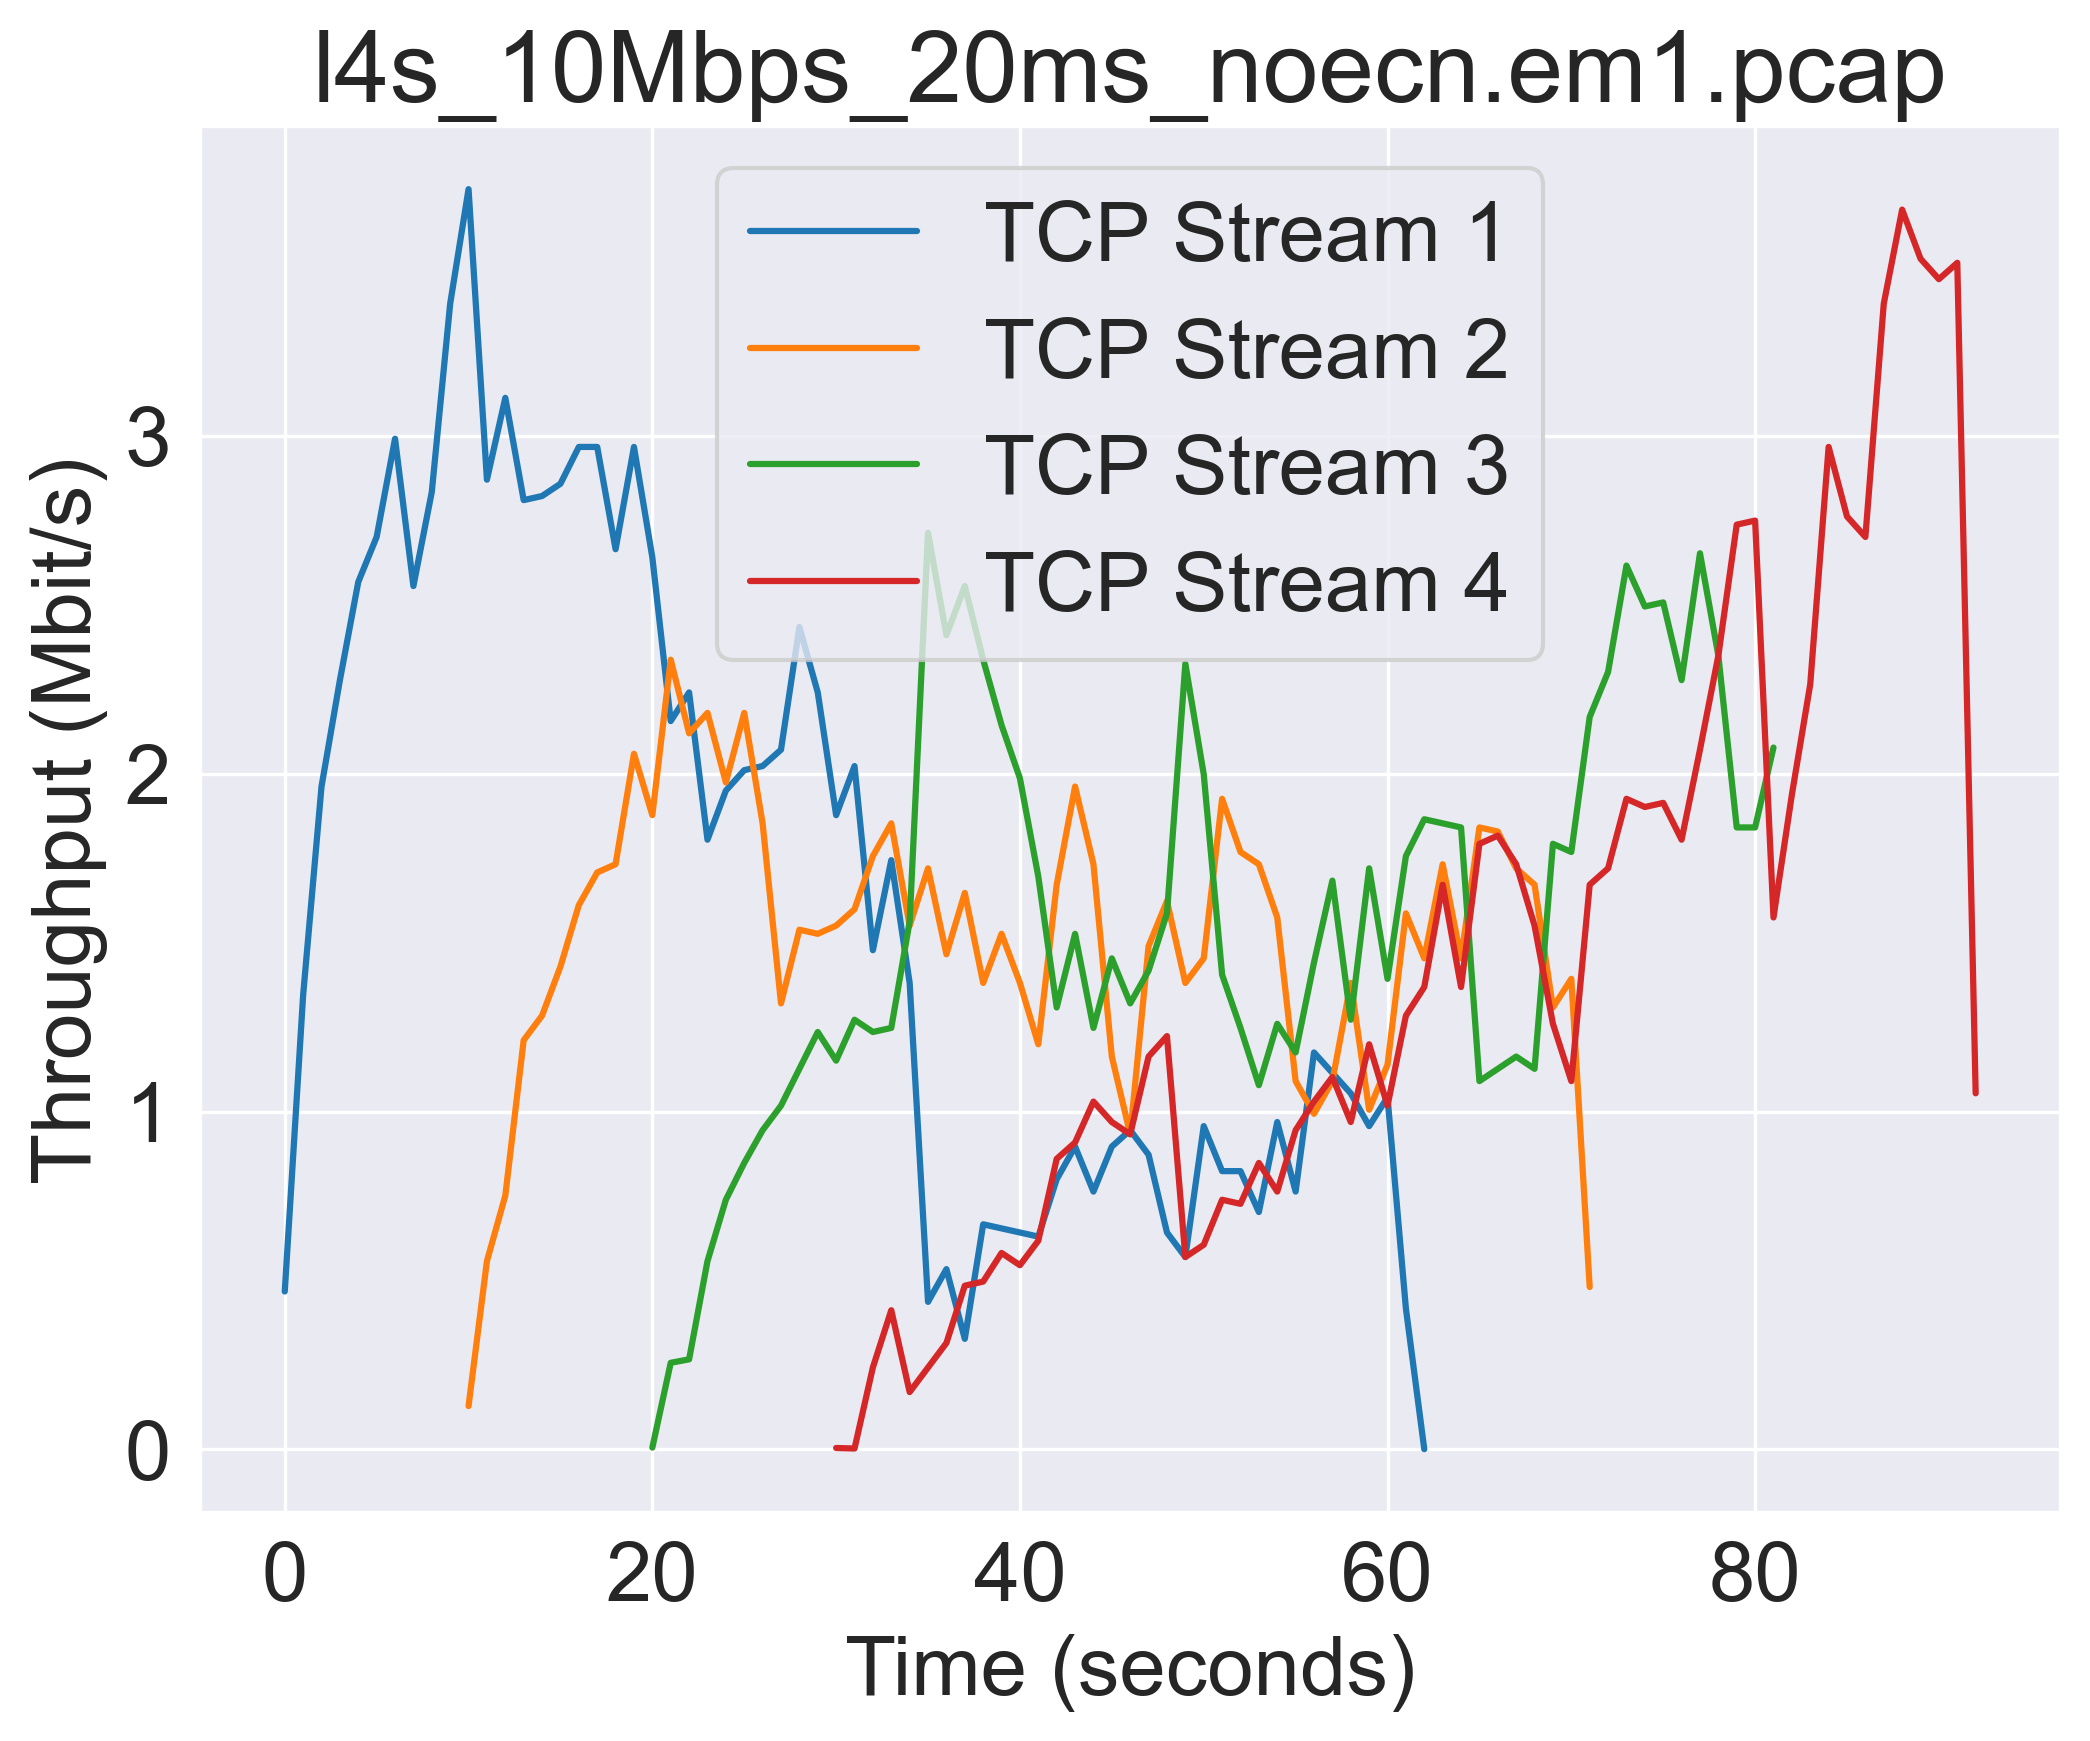 l4s_10Mbps_20ms_noecn.em1.pcap
TCP Stream 1
TCP Stream 2
TCP Stream 3
TCP Stream 4
Throughput (Mbit/s)
3
2
1
0
0 20 40 60 80
Time (seconds)